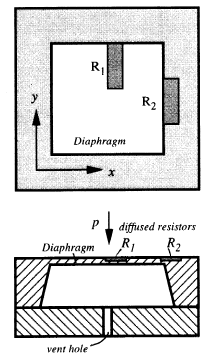 R1
R2
y
Diaphragm
x
p
diffused resistors
Diaphragm
R1
R2
vent hole